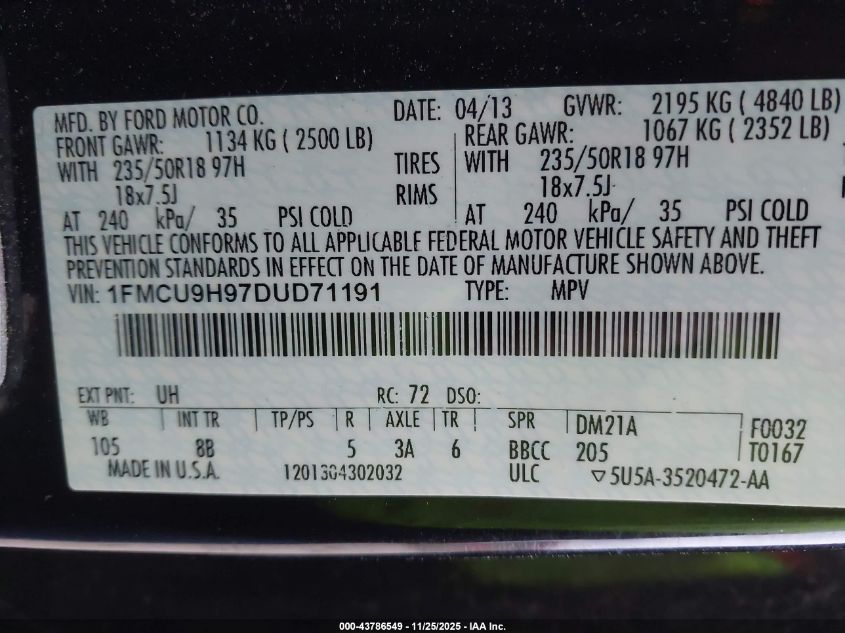 MFD. BY FORD MOTOR CO. DATE: 04/13 GVWR: 2195 KG ( 4840 LB)
FRONT GAWR: 1134 KG ( 2500 LB) REAR GAWR: 1067 KG ( 2352 LB)
WITH 235/50R18 97H TIRES WITH 235/50R18 97H
18x7.5J RIMS 18x7.5J
AT 240 kPa/ 35 PSI COLD AT 240 kPa/ 35 PSI COLD
THIS VEHICLE CONFORMS TO ALL APPLICABLE FEDERAL MOTOR VEHICLE SAFETY AND THEFT
PREVENTION STANDARDS IN EFFECT ON THE DATE OF MANUFACTURE SHOWN ABOVE.
VIN: 1FMCU9H97DUD71191 TYPE: MPV
EXT PNT: UH RC: 72 DSO:
WB INT TR TP/PS R AXLE TR SPR DM21A F0032
105 8B 5 3A 6 BBCC 205 T0167
MADE IN U.S.A. 1201304302032 ULC ▽5U5A-3520472-AA
000-43786549 - 11/25/2025 - IAA Inc.